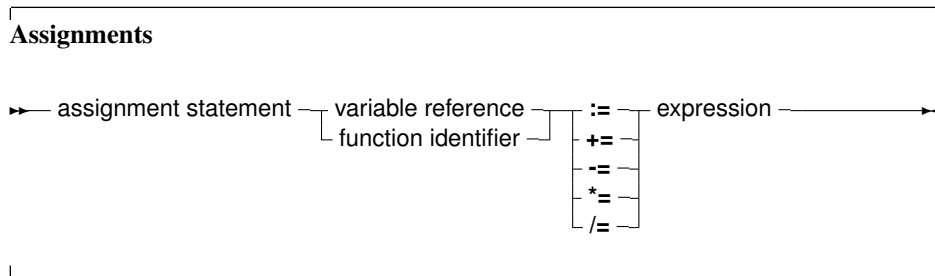 Assignments
assignment statement variable reference := expression
function identifier +=
-=
*=
/=